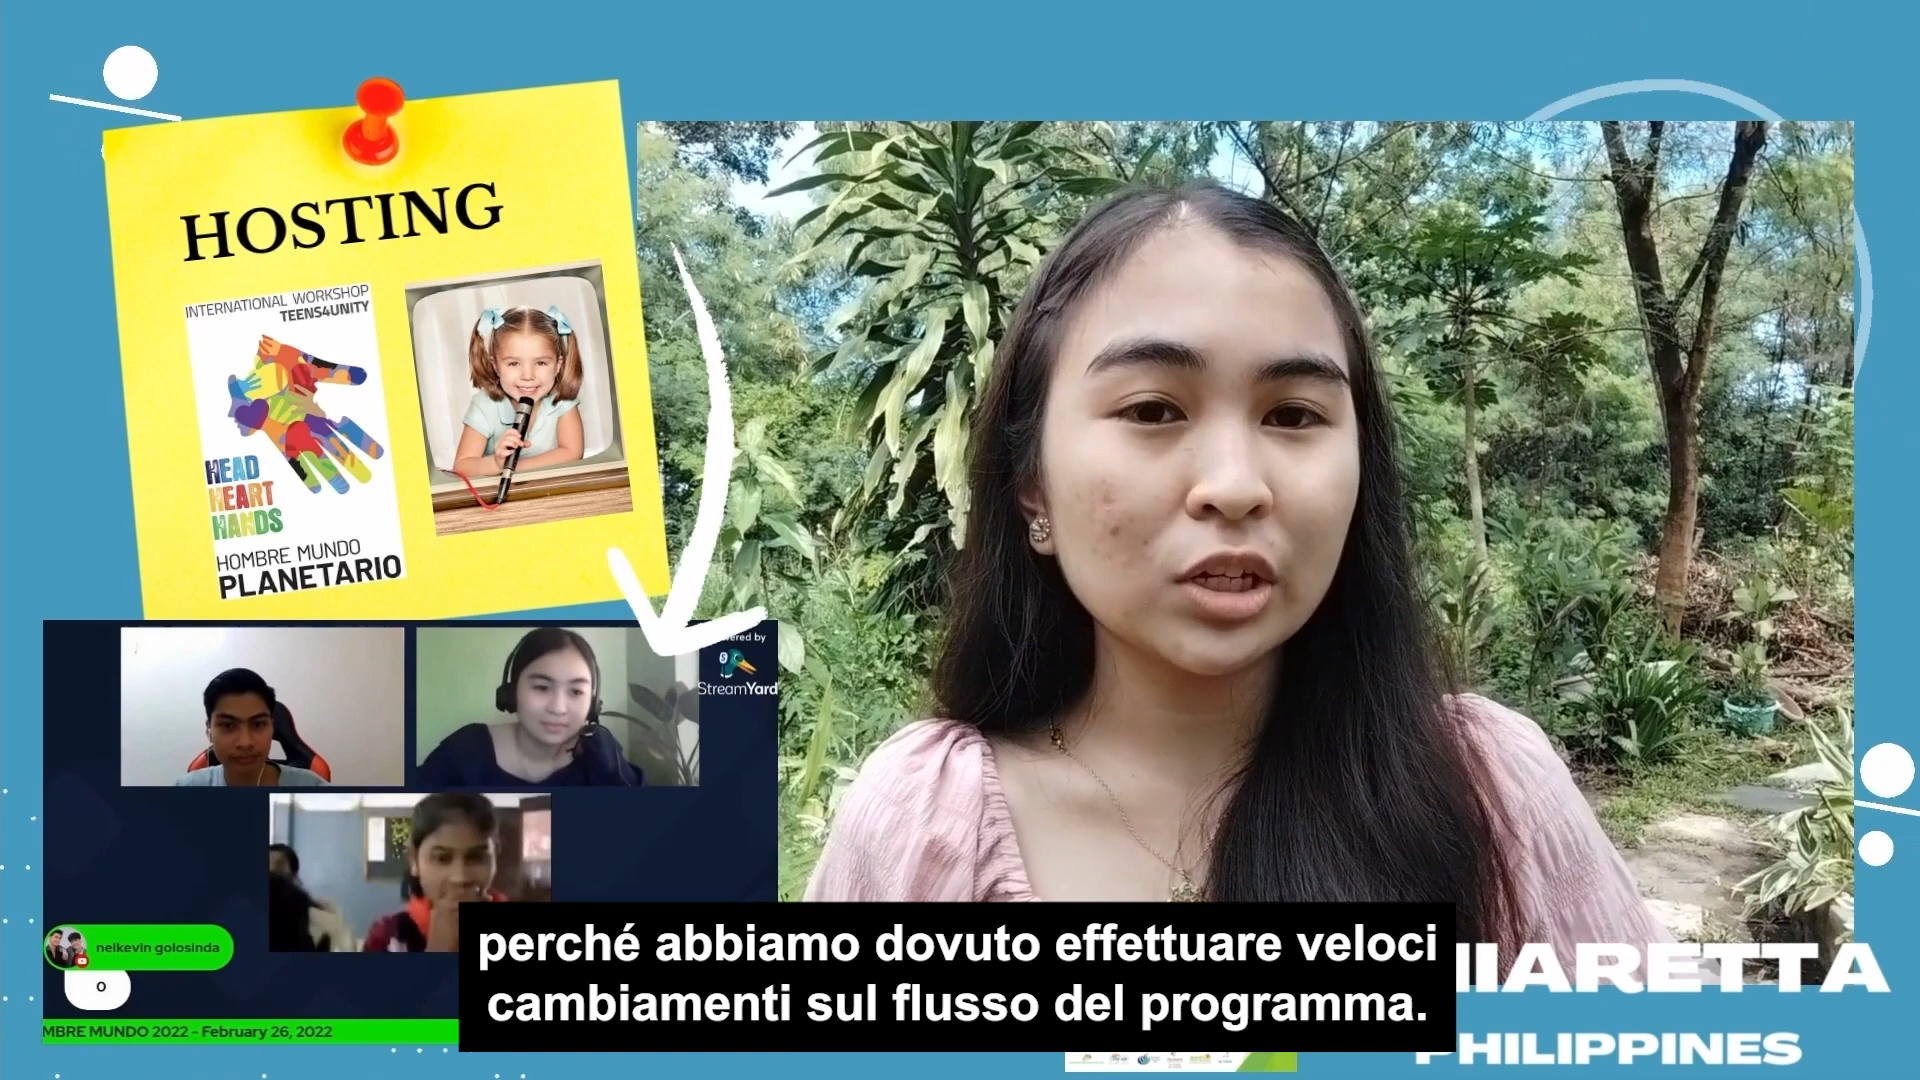 HOSTING
INTERNATIONAL WORKSHOP
TEENS4UNITY
HEAD
HEART
HANDS
HOMBRE MUNDO
PLANETARIO
StreamYard
nelkevin golosinda
MBRE MUNDO 2022 - February 26, 2022
perché abbiamo dovuto effettuare veloci
cambiamenti sul flusso del programma.
IARETTA
PHILIPPINES